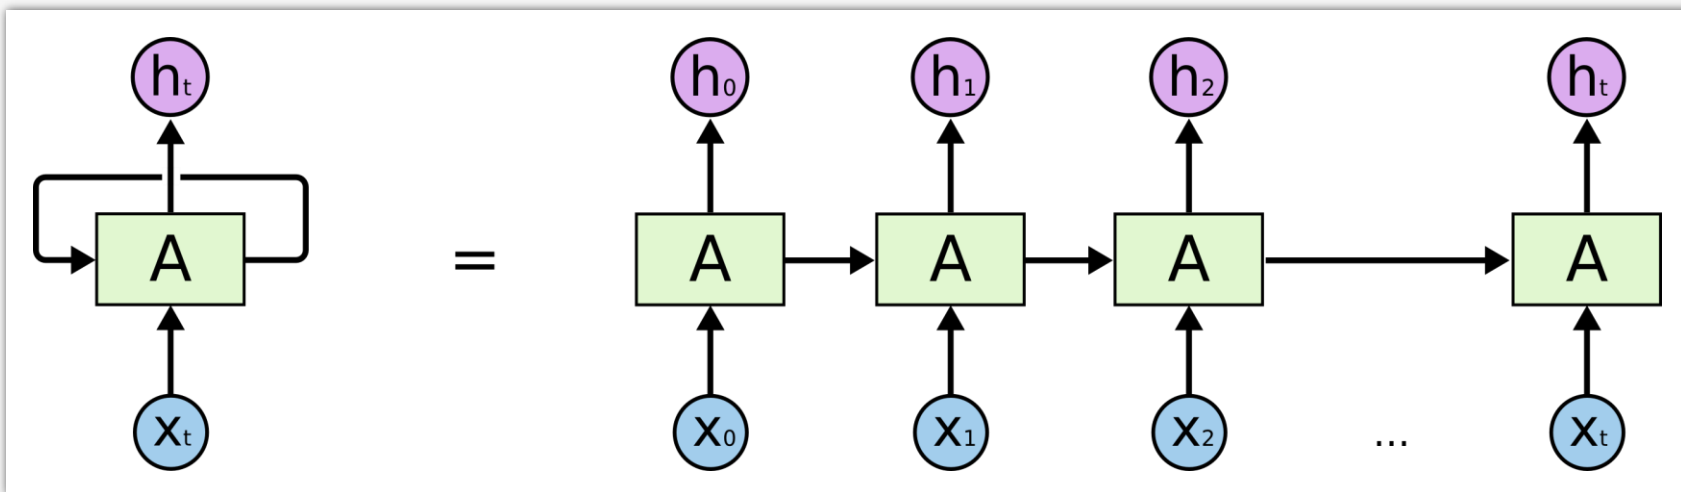 hₜ h₀ h₁ h₂ hₜ
A = A A A A
xₜ x₀ x₁ x₂ ... xₜ